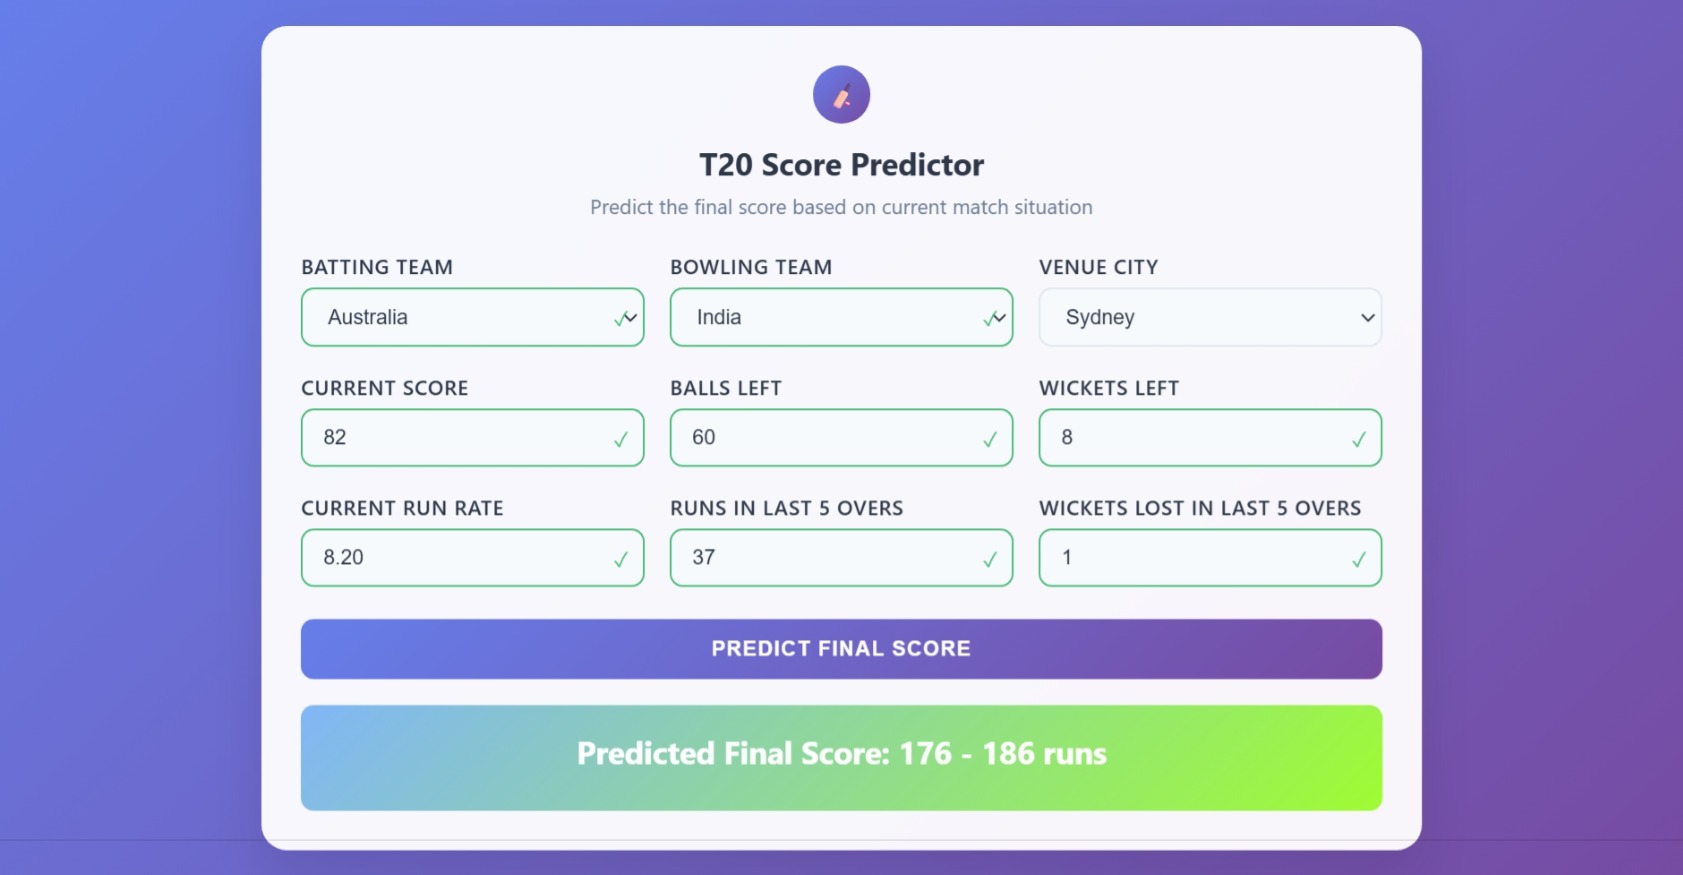 T20 Score Predictor
Predict the final score based on current match situation
BATTING TEAM
Australia
BOWLING TEAM
India
VENUE CITY
Sydney
CURRENT SCORE
82
BALLS LEFT
60
WICKETS LEFT
8
CURRENT RUN RATE
8.20
RUNS IN LAST 5 OVERS
37
WICKETS LOST IN LAST 5 OVERS
1
PREDICT FINAL SCORE
Predicted Final Score: 176 - 186 runs